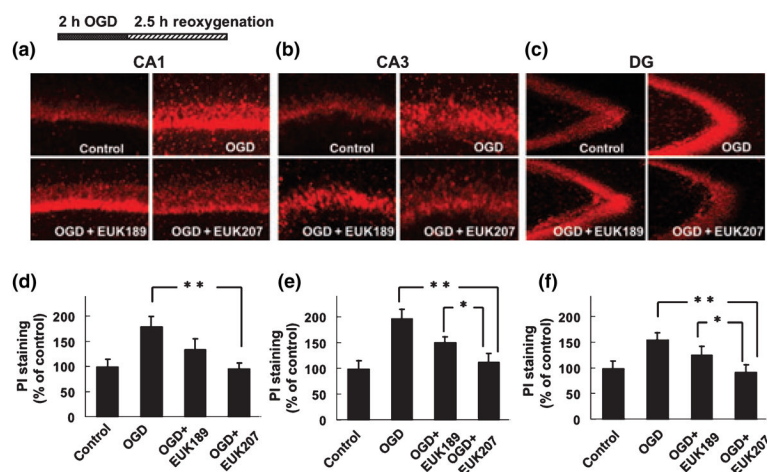 2 h OGD 2.5 h reoxygenation
(a) (b) (c)
CA1 CA3 DG
Control OGD Control OGD Control OGD
OGD + EUK189 OGD + EUK207 OGD + EUK189 OGD + EUK207 OGD + EUK189 OGD + EUK207
(d)
PI staining
(% of control)
200
150
100
50
0
* *
Control
OGD
OGD+
EUK189
OGD+
EUK207
(e)
PI staining
(% of control)
200
150
100
50
0
* *
*
Control
OGD
OGD+
EUK189
OGD+
EUK207
(f)
PI staining
(% of control)
200
150
100
50
0
* *
*
Control
OGD
OGD+
EUK189
OGD+
EUK207